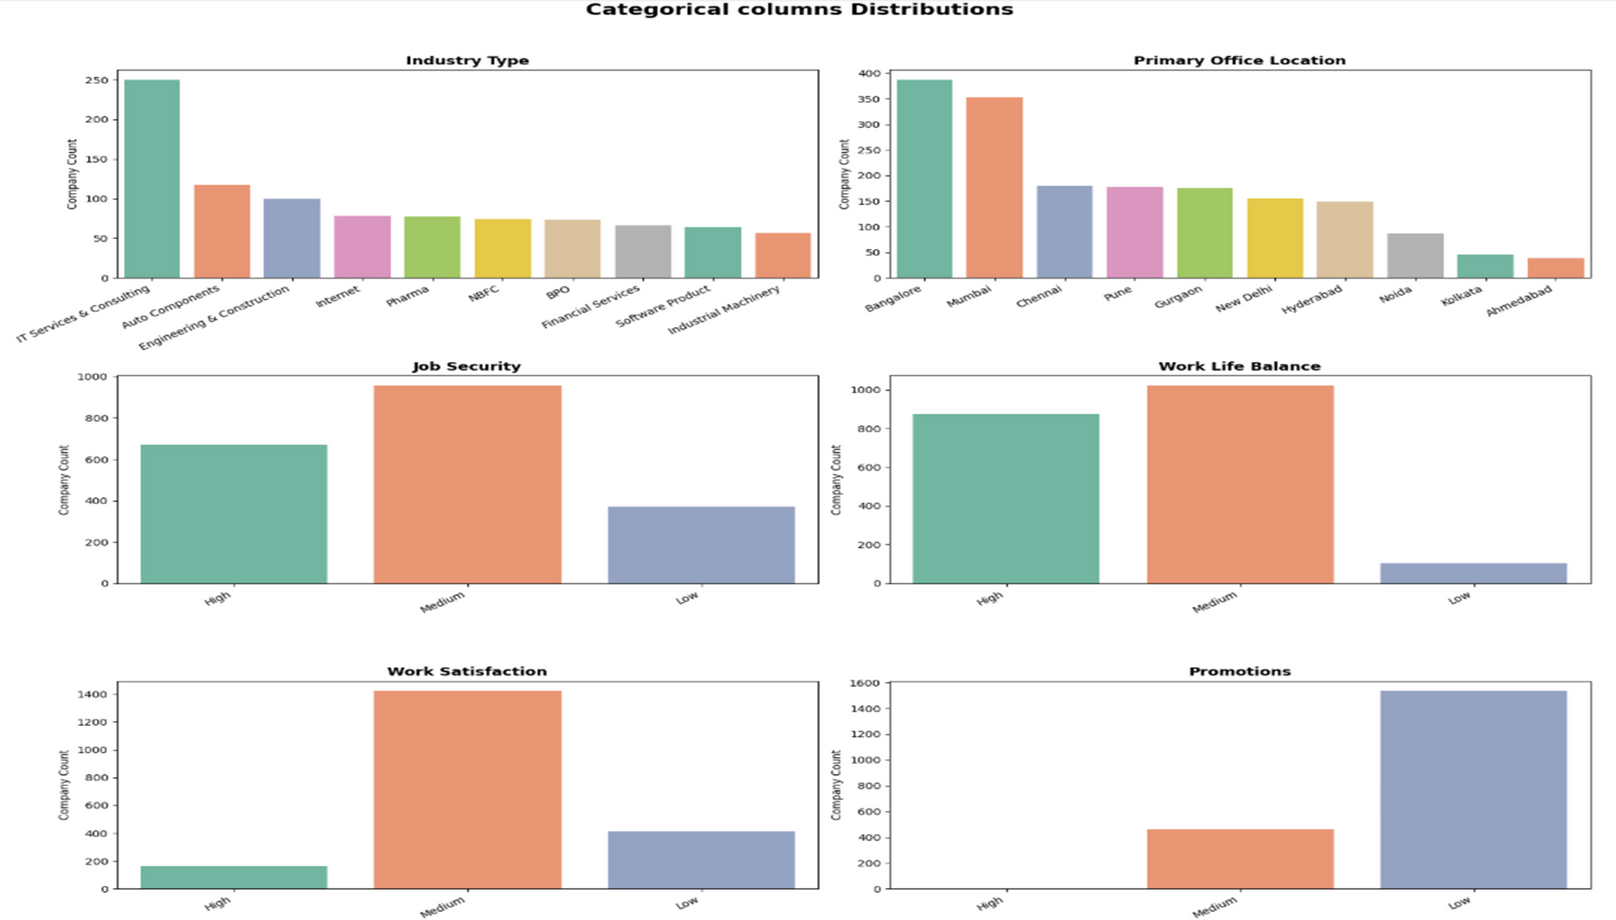 Categorical columns Distributions
Industry Type
Company Count
250
200
150
100
50
0
IT Services & Consulting
Auto Components
Engineering & Construction
Internet
Pharma
NBFC
BPO
Financial Services
Software Product
Industrial Machinery
Primary Office Location
Company Count
400
350
300
250
200
150
100
50
0
Bangalore
Mumbai
Chennai
Pune
Gurgaon
New Delhi
Hyderabad
Noida
Kolkata
Ahmedabad
Job Security
Company Count
1000
800
600
400
200
0
High
Medium
Low
Work Life Balance
Company Count
1000
800
600
400
200
0
High
Medium
Low
Work Satisfaction
Company Count
1400
1200
1000
800
600
400
200
0
High
Medium
Low
Promotions
Company Count
1600
1400
1200
1000
800
600
400
200
0
High
Medium
Low